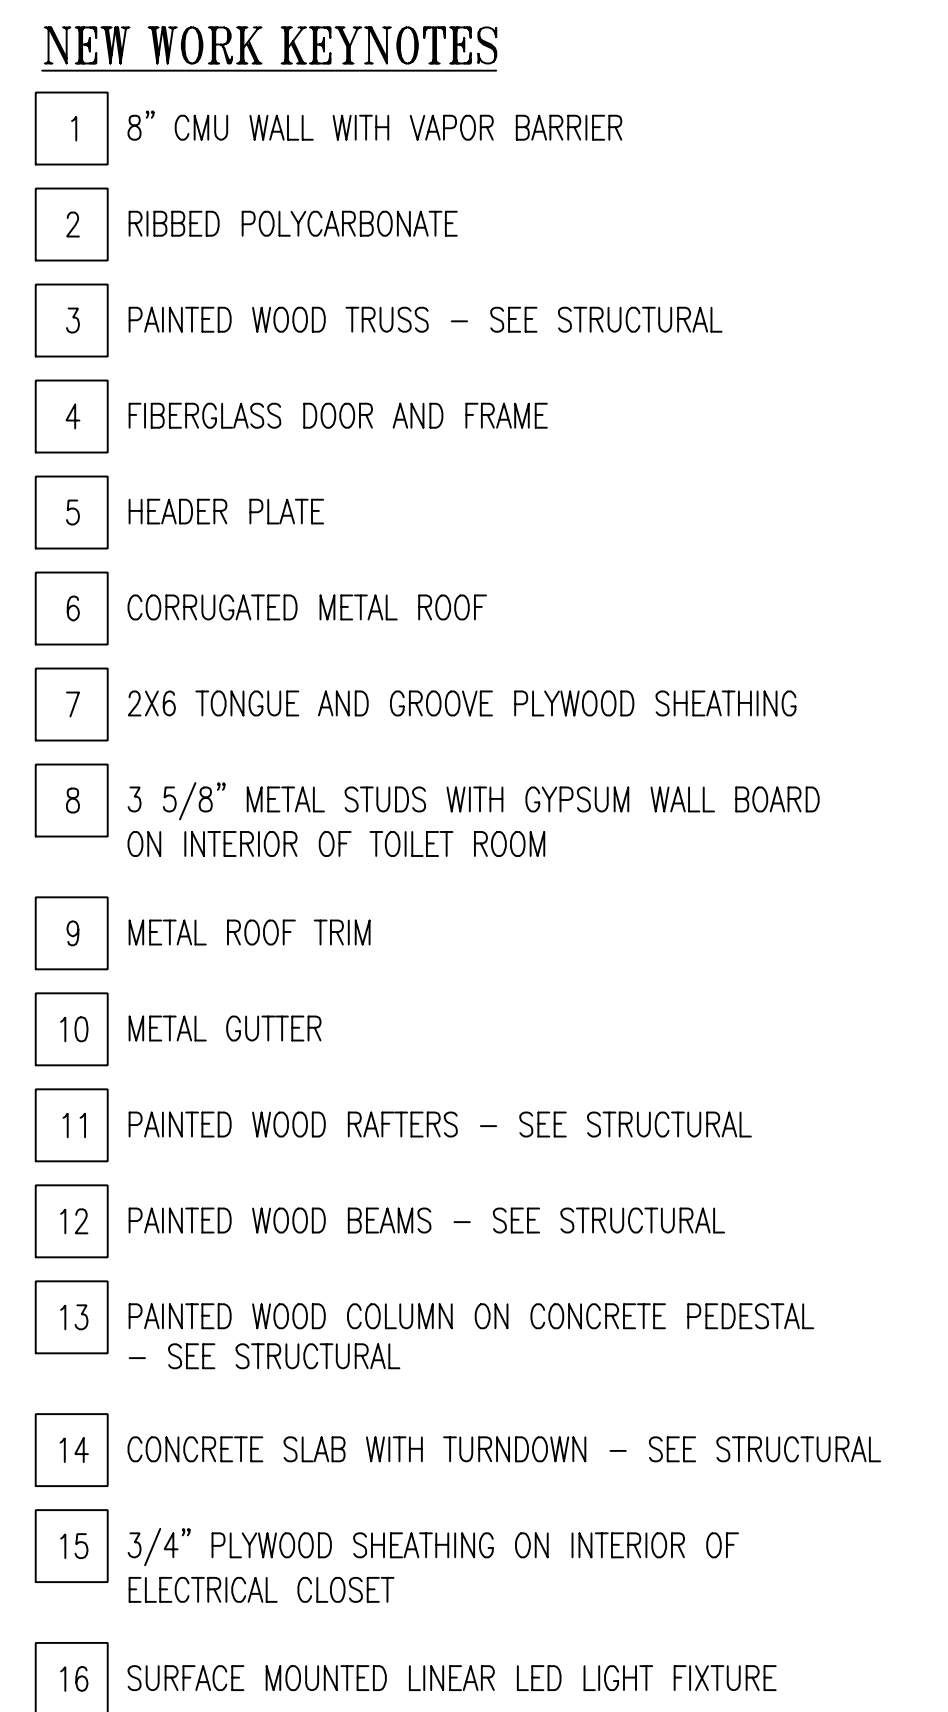 NEW WORK KEYNOTES
1 8" CMU WALL WITH VAPOR BARRIER
2 RIBBED POLYCARBONATE
3 PAINTED WOOD TRUSS – SEE STRUCTURAL
4 FIBERGLASS DOOR AND FRAME
5 HEADER PLATE
6 CORRUGATED METAL ROOF
7 2X6 TONGUE AND GROOVE PLYWOOD SHEATHING
8 3 5/8" METAL STUDS WITH GYPSUM WALL BOARD
ON INTERIOR OF TOILET ROOM
9 METAL ROOF TRIM
10 METAL GUTTER
11 PAINTED WOOD RAFTERS – SEE STRUCTURAL
12 PAINTED WOOD BEAMS – SEE STRUCTURAL
13 PAINTED WOOD COLUMN ON CONCRETE PEDESTAL
– SEE STRUCTURAL
14 CONCRETE SLAB WITH TURNDOWN – SEE STRUCTURAL
15 3/4" PLYWOOD SHEATHING ON INTERIOR OF
ELECTRICAL CLOSET
16 SURFACE MOUNTED LINEAR LED LIGHT FIXTURE